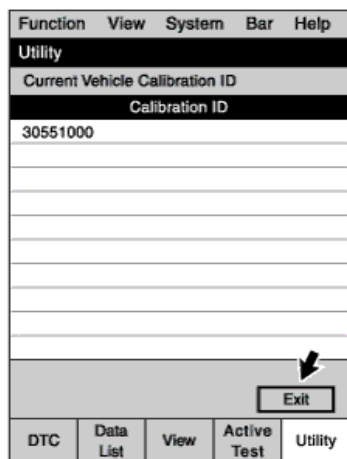 Function View System Bar Help
Utility
Current Vehicle Calibration ID
Calibration ID
30551000
Exit
DTC Data List View Active Test Utility